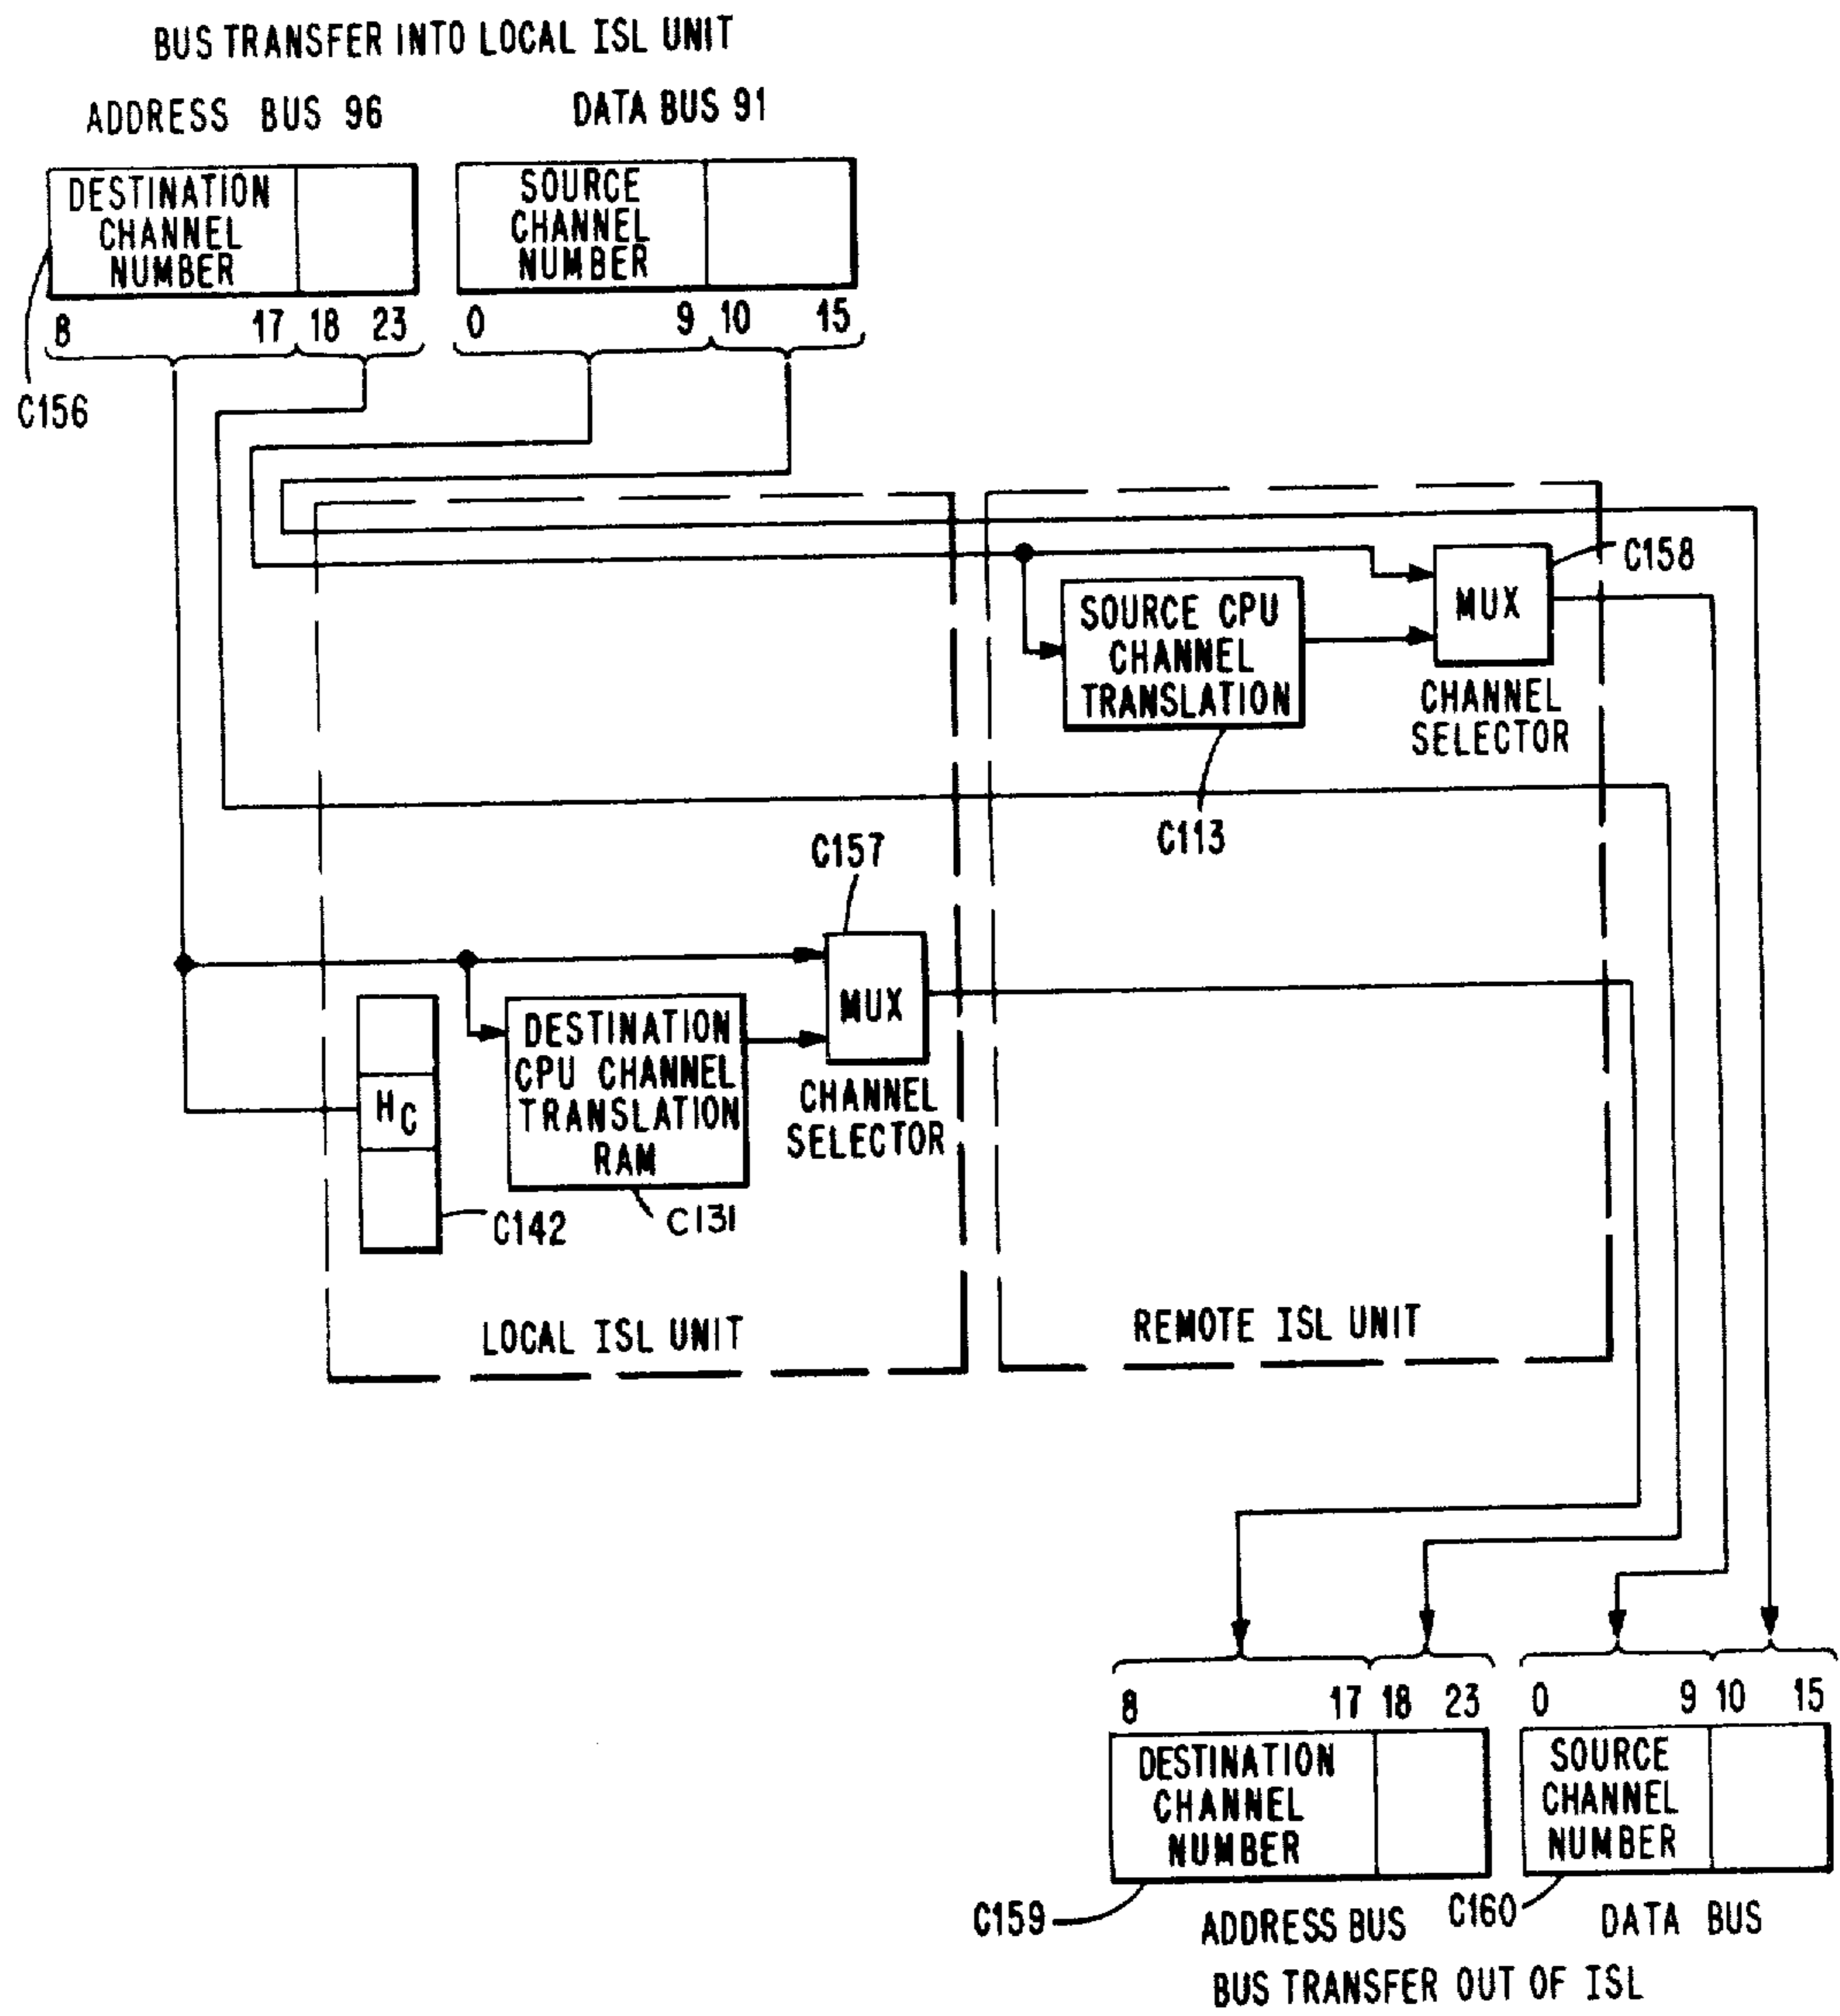 BUS TRANSFER INTO LOCAL ISL UNIT
ADDRESS BUS 96
DATA BUS 91
DESTINATION
CHANNEL
NUMBER
SOURCE
CHANNEL
NUMBER
8 17 18 23
0 9 10 15
C156
C158
MUX
SOURCE CPU
CHANNEL
TRANSLATION
CHANNEL
SELECTOR
C113
C157
MUX
DESTINATION
CPU CHANNEL
TRANSLATION
RAM
HC
CHANNEL
SELECTOR
C142
C131
LOCAL ISL UNIT
REMOTE ISL UNIT
8 17 18 23
0 9 10 15
DESTINATION
CHANNEL
NUMBER
SOURCE
CHANNEL
NUMBER
C159
ADDRESS BUS
C160
DATA BUS
BUS TRANSFER OUT OF ISL